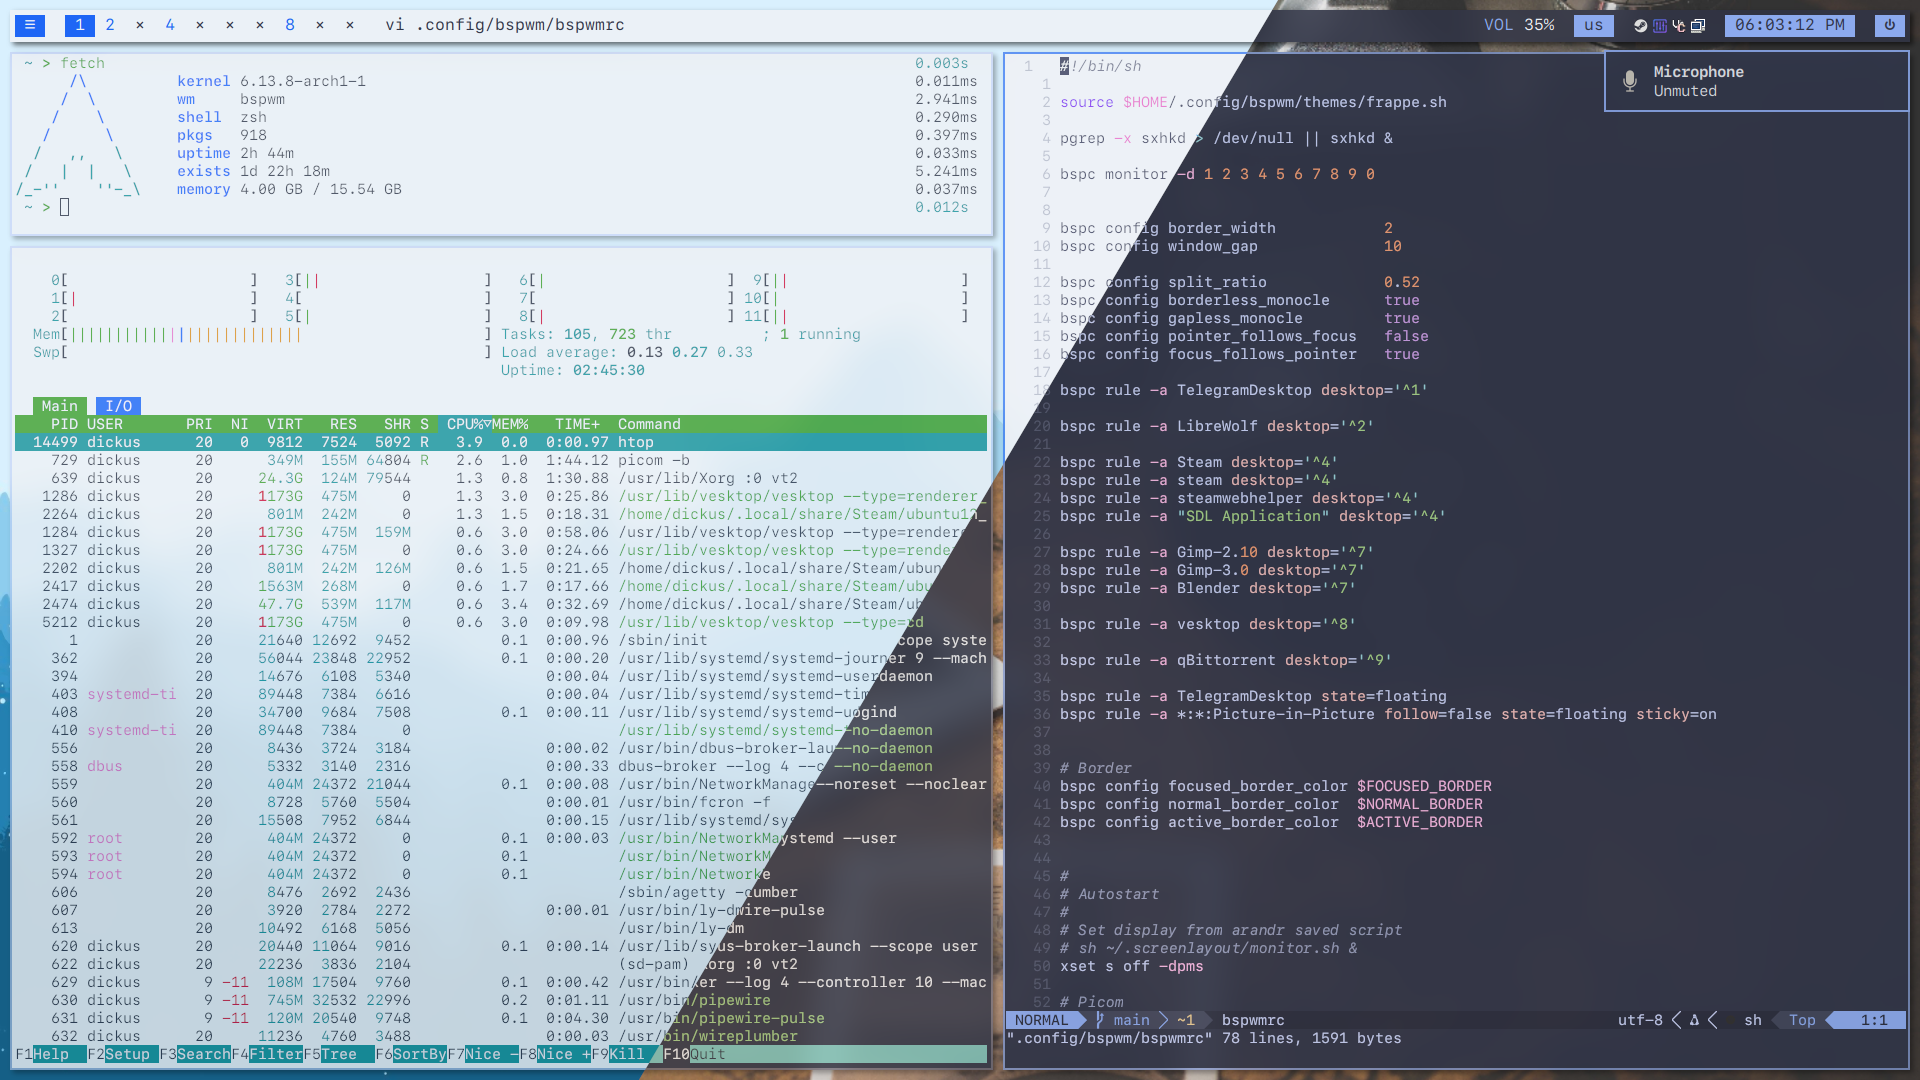 ≡ 1 2 × 4 × × × 8 × × vi .config/bspwm/bspwmrc VOL 35% us 06:03:12 PM
Microphone
Unmuted
~ > fetch 0.003s
kernel 6.13.8-arch1-1 0.011ms
wm bspwm 2.941ms
shell zsh 0.290ms
pkgs 918 0.397ms
uptime 2h 44m 0.033ms
exists 1d 22h 18m 5.241ms
memory 4.00 GB / 15.54 GB 0.037ms
~ > 0.012s
0[ ] 3[|| ] 6[| ] 9[|| ]
1[| ] 4[ ] 7[ ] 10[| ]
2[ ] 5[| ] 8[| ] 11[|| ]
Mem[||||||||||||||||||||||||||] Tasks: 105, 723 thr ; 1 running
Swp[ ] Load average: 0.13 0.27 0.33
Uptime: 02:45:30
Main I/O
PID USER PRI NI VIRT RES SHR S CPU%▽MEM% TIME+ Command
14499 dickus 20 0 9812 7524 5092 R 3.9 0.0 0:00.97 htop
729 dickus 20 349M 155M 64804 R 2.6 1.0 1:44.12 picom -b
639 dickus 20 24.3G 124M 79544 1.3 0.8 1:30.88 /usr/lib/Xorg :0 vt2
1286 dickus 20 1173G 475M 0 1.3 3.0 0:25.86 /usr/lib/vesktop/vesktop --type=renderer_
2264 dickus 20 801M 242M 0 1.3 1.5 0:18.31 /home/dickus/.local/share/Steam/ubuntu12_
1284 dickus 20 1173G 475M 159M 0.6 3.0 0:58.06 /usr/lib/vesktop/vesktop --type=rendere
1327 dickus 20 1173G 475M 0 0.6 3.0 0:24.66 /usr/lib/vesktop/vesktop --type=rende
2202 dickus 20 801M 242M 126M 0.6 1.5 0:21.65 /home/dickus/.local/share/Steam/ubun
2417 dickus 20 1563M 268M 0 0.6 1.7 0:17.66 /home/dickus/.local/share/Steam/ubu
2474 dickus 20 47.7G 539M 117M 0.6 3.4 0:32.69 /home/dickus/.local/share/Steam/ub
5212 dickus 20 1173G 475M 0 0.6 3.0 0:09.98 /usr/lib/vesktop/vesktop --type=cd
1 20 21640 12692 9452 0.1 0:00.96 /sbin/init cope syste
362 20 56044 23848 22952 0.1 0:00.20 /usr/lib/systemd/systemd-journer 9 --mach
394 20 14676 6108 5340 0:00.04 /usr/lib/systemd/systemd-userdaemon
403 systemd-ti 20 89448 7384 6616 0:00.04 /usr/lib/systemd/systemd-tim
408 20 34700 9684 7508 0.1 0:00.11 /usr/lib/systemd/systemd-uogind
410 systemd-ti 20 89448 7384 0 /usr/lib/systemd/systemd--no-daemon
556 20 8436 3724 3184 0:00.02 /usr/bin/dbus-broker-lau--no-daemon
558 dbus 20 5332 3140 2316 0:00.33 dbus-broker --log 4 --c --no-daemon
559 20 404M 24372 21044 0.1 0:00.08 /usr/bin/NetworkManage--noreset --noclear
560 20 8728 5760 5504 0:00.01 /usr/bin/fcron -f
561 20 15508 7952 6844 0:00.15 /usr/lib/systemd/sys
592 root 20 404M 24372 0 0.1 0:00.03 /usr/bin/NetworkMaystemd --user
593 root 20 404M 24372 0 0.1 /usr/bin/NetworkM
594 root 20 404M 24372 0 0.1 /usr/bin/Networke
606 20 8476 2692 2436 /sbin/agetty -cumber
607 20 3920 2784 2272 0:00.01 /usr/bin/ly-dwire-pulse
613 20 10492 6168 5056 /usr/bin/ly-dm
620 dickus 20 20440 11064 9016 0.1 0:00.14 /usr/lib/syus-broker-launch --scope user
622 dickus 20 22236 3836 2104 (sd-pam) Xorg :0 vt2
629 dickus 9 -11 108M 17504 9760 0.1 0:00.42 /usr/bin/ker --log 4 --controller 10 --mac
630 dickus 9 -11 745M 32532 22996 0.2 0:01.11 /usr/bin/pipewire
631 dickus 9 -11 120M 20540 9748 0.1 0:04.30 /usr/bin/pipewire-pulse
632 dickus 20 11236 4760 3488 0:00.03 /usr/bin/wireplumber
F1Help F2Setup F3SearchF4FilterF5Tree F6SortByF7Nice -F8Nice +F9Kill F10Quit
1 #!/bin/sh
1
2 source $HOME/.config/bspwm/themes/frappe.sh
3
4 pgrep -x sxhkd > /dev/null || sxhkd &
5
6 bspc monitor -d 1 2 3 4 5 6 7 8 9 0
7
8
9 bspc config border_width 2
10 bspc config window_gap 10
11
12 bspc config split_ratio 0.52
13 bspc config borderless_monocle true
14 bspc config gapless_monocle true
15 bspc config pointer_follows_focus false
16 bspc config focus_follows_pointer true
17
18 bspc rule -a TelegramDesktop desktop='^1'
19
20 bspc rule -a LibreWolf desktop='^2'
21
22 bspc rule -a Steam desktop='^4'
23 bspc rule -a steam desktop='^4'
24 bspc rule -a steamwebhelper desktop='^4'
25 bspc rule -a "SDL Application" desktop='^4'
26
27 bspc rule -a Gimp-2.10 desktop='^7'
28 bspc rule -a Gimp-3.0 desktop='^7'
29 bspc rule -a Blender desktop='^7'
30
31 bspc rule -a vesktop desktop='^8'
32
33 bspc rule -a qBittorrent desktop='^9'
34
35 bspc rule -a TelegramDesktop state=floating
36 bspc rule -a *:*:Picture-in-Picture follow=false state=floating sticky=on
37
38
39 # Border
40 bspc config focused_border_color $FOCUSED_BORDER
41 bspc config normal_border_color $NORMAL_BORDER
42 bspc config active_border_color $ACTIVE_BORDER
43
44
45 #
46 # Autostart
47 #
48 # Set display from arandr saved script
49 # sh ~/.screenlayout/monitor.sh &
50 xset s off -dpms
51
52 # Picom
NORMAL main ~1 bspwmrc utf-8 sh Top 1:1
".config/bspwm/bspwmrc" 78 lines, 1591 bytes